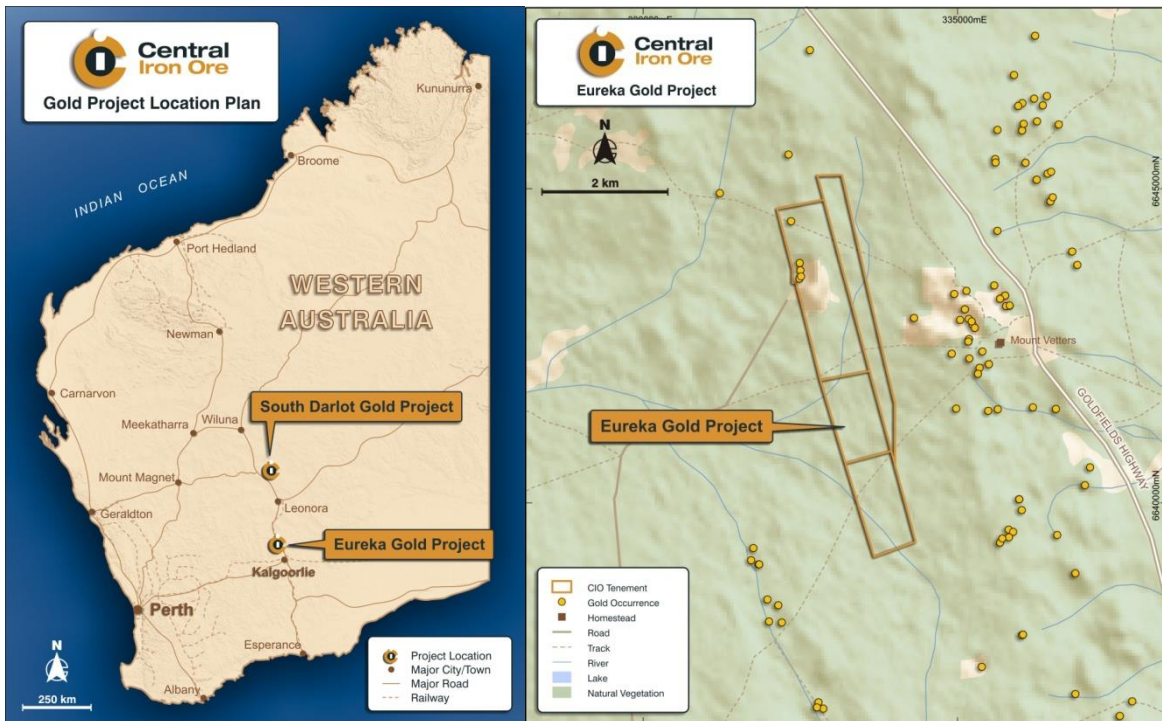 Central
Iron Ore
Gold Project Location Plan
Kununurra
Broome
INDIAN OCEAN
Port Hedland
WESTERN
AUSTRALIA
Newman
Carnarvon
South Darlot Gold Project
Wiluna
Meekatharra
Mount Magnet
Leonora
Geraldton
Eureka Gold Project
Kalgoorlie
Perth
Esperance
Albany
N
250 km
Project Location
Major City/Town
Major Road
Railway
335000mE
Central
Iron Ore
Eureka Gold Project
N
2 km
6645000mN
Mount Vetters
GOLDFIELDS HIGHWAY
Eureka Gold Project
6640000mN
CIO Tenement
Gold Occurrence
Homestead
Road
Track
River
Lake
Natural Vegetation